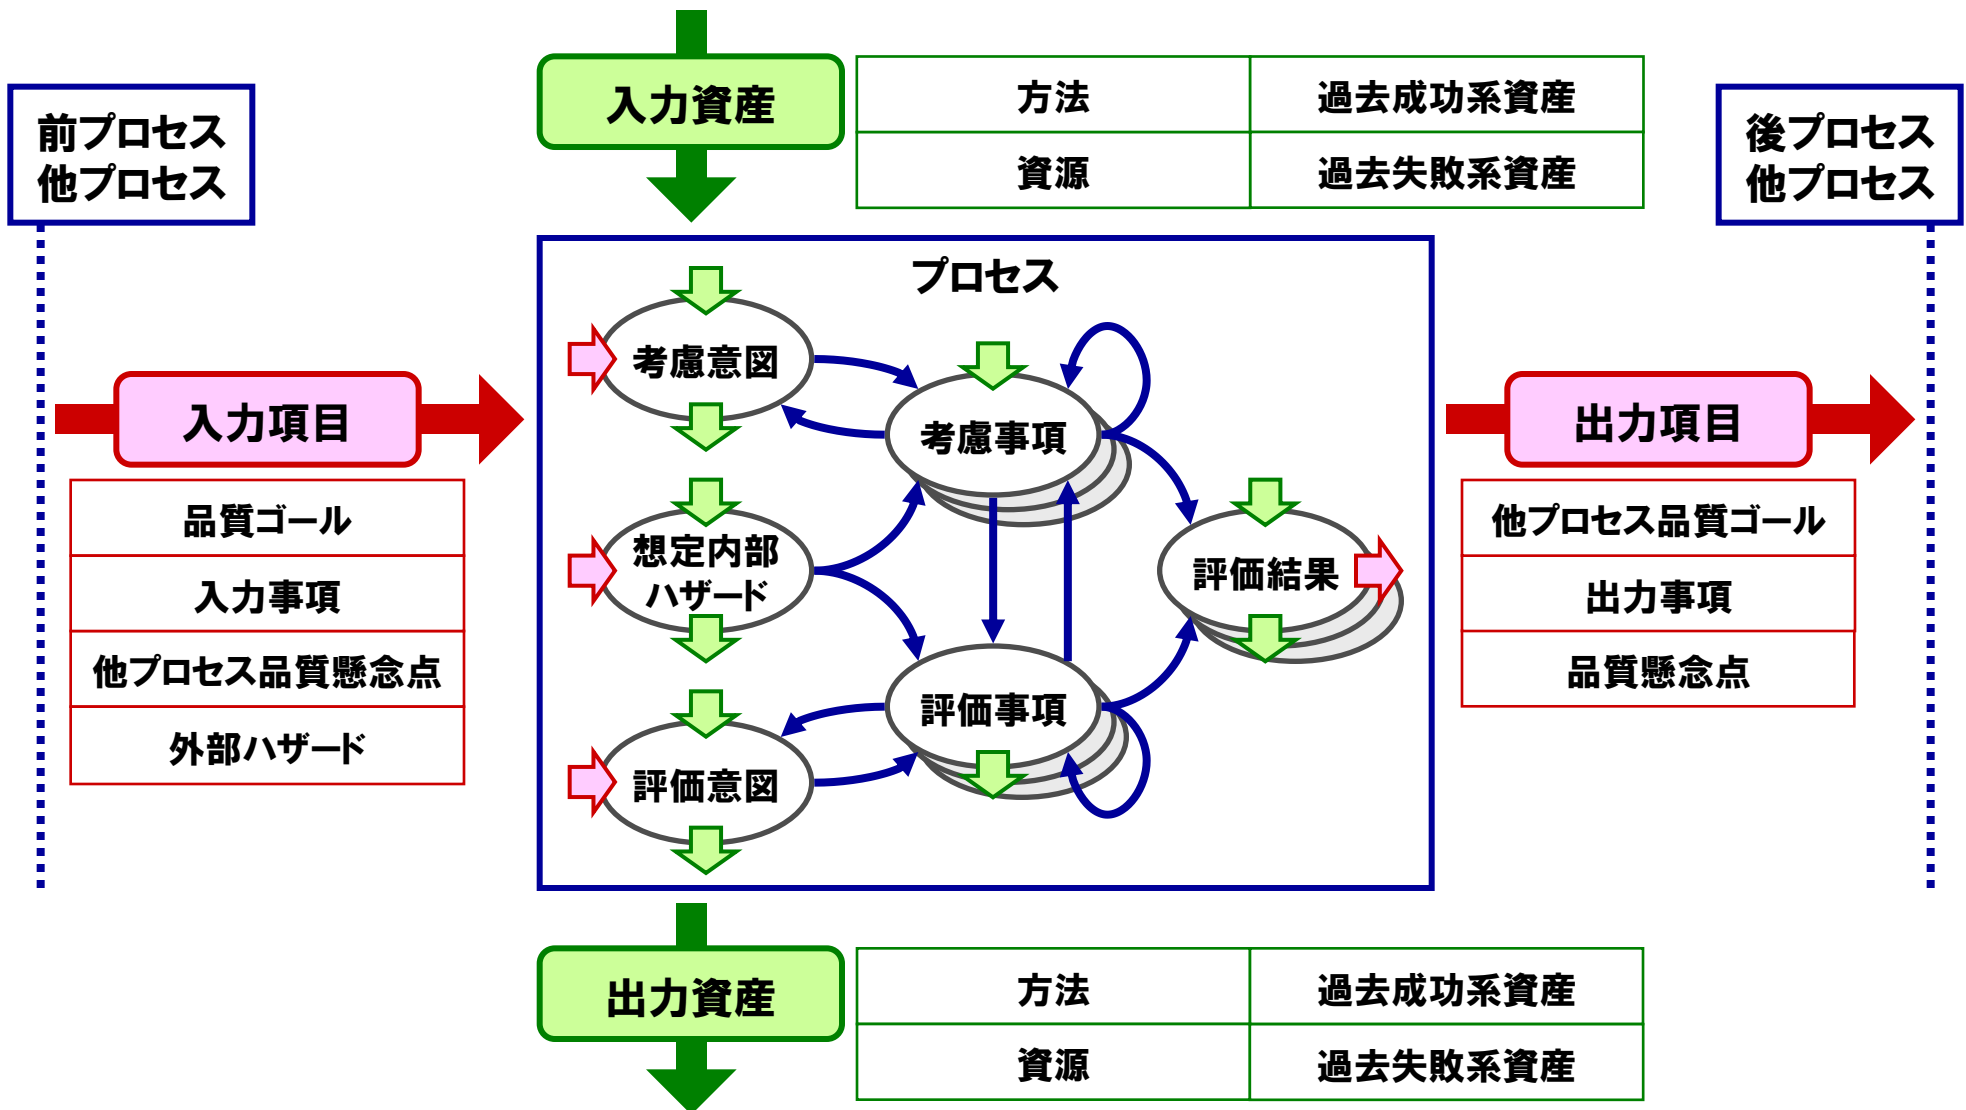 入力資産
方法
過去成功系資産
資源
過去失敗系資産
前プロセス
他プロセス
後プロセス
他プロセス
入力項目
品質ゴール
入力事項
他プロセス品質懸念点
外部ハザード
プロセス
考慮意図
考慮事項
想定内部
ハザード
評価結果
評価事項
評価意図
出力項目
他プロセス品質ゴール
出力事項
品質懸念点
出力資産
方法
過去成功系資産
資源
過去失敗系資産